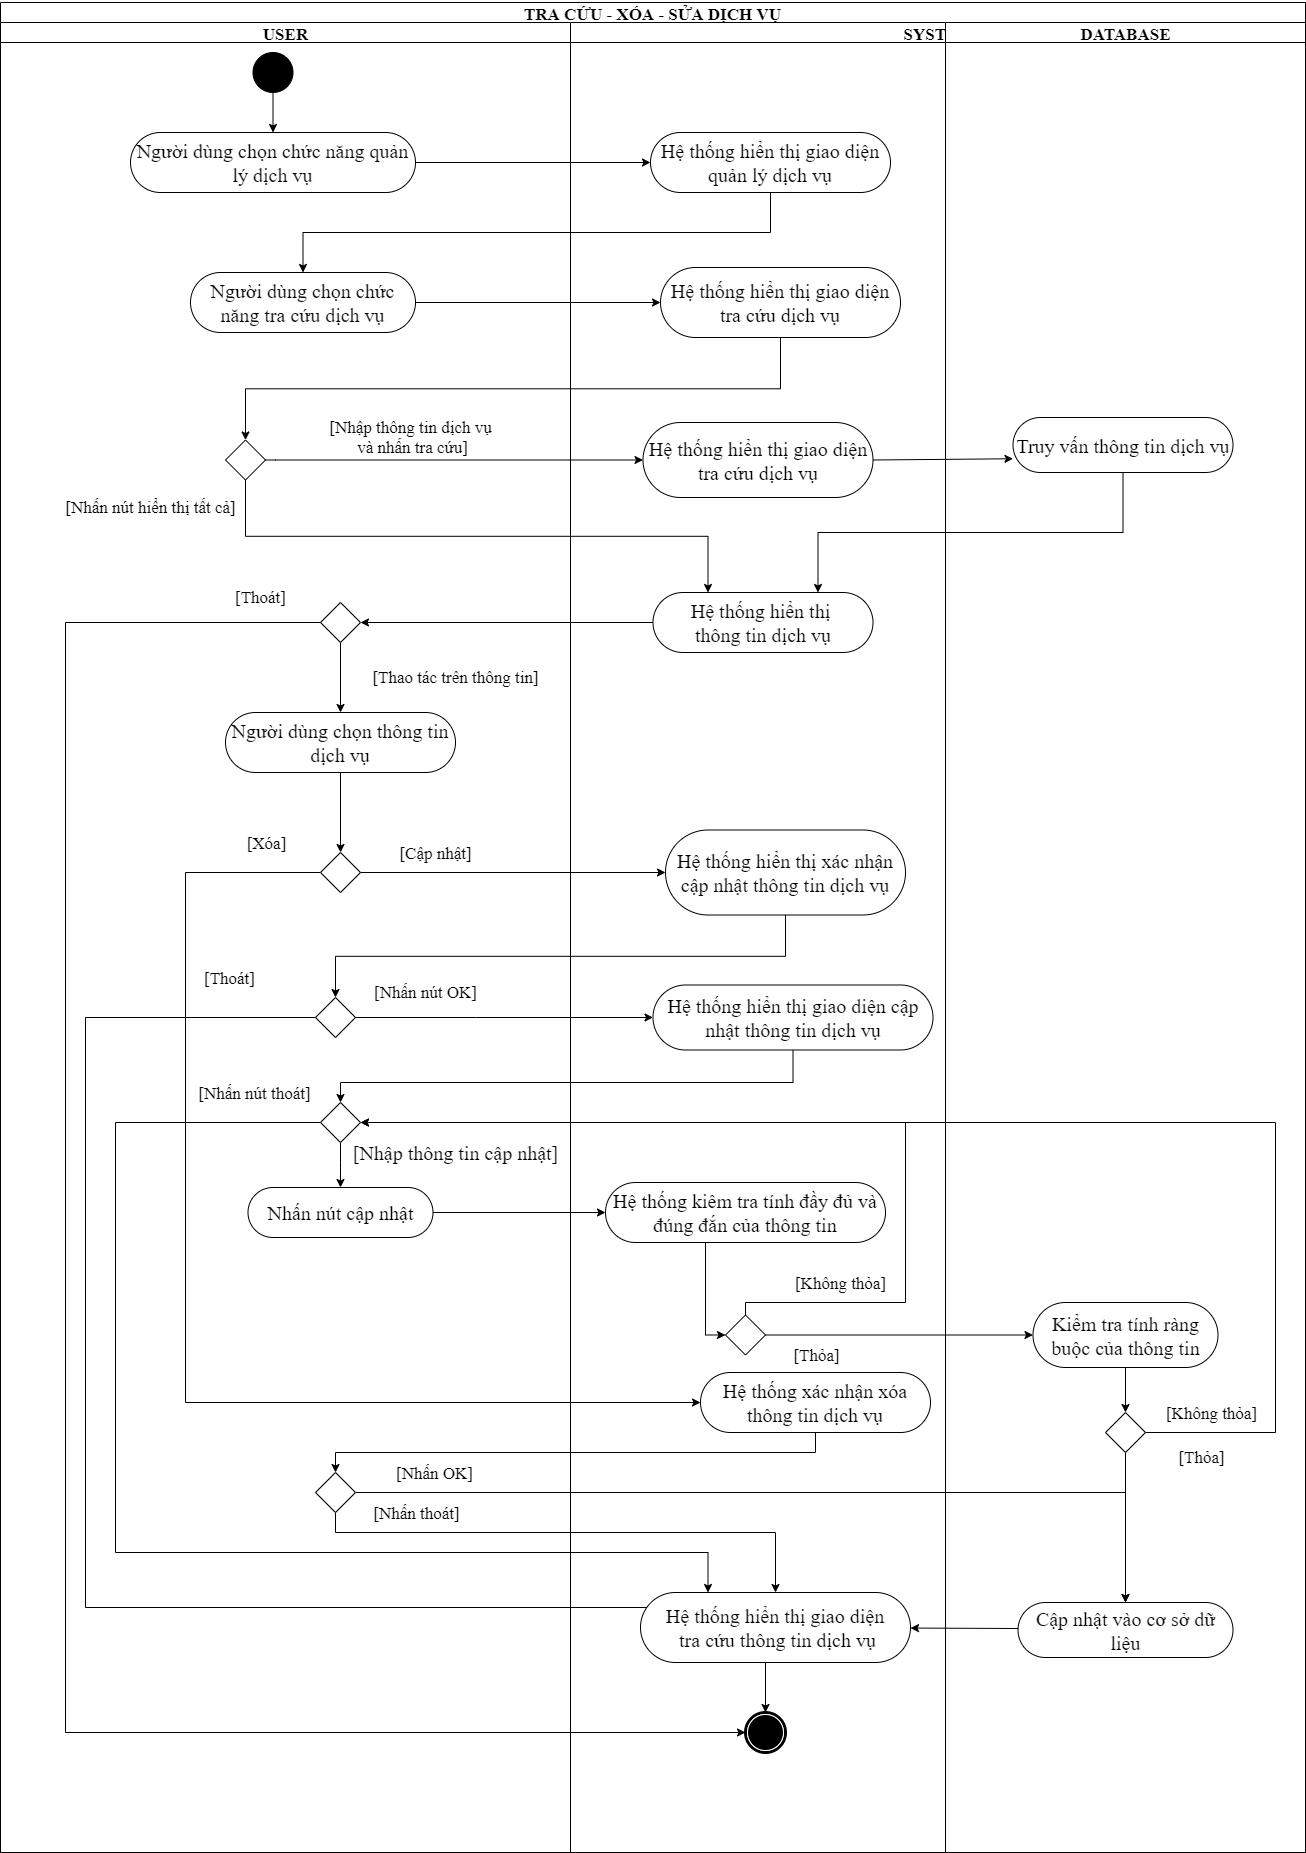 TRA CỨU - XÓA - SỬA DỊCH VỤ
USER
SYST
DATABASE
Người dùng chọn chức năng quản
lý dịch vụ
Hệ thống hiển thị giao diện
quản lý dịch vụ
Người dùng chọn chức
năng tra cứu dịch vụ
Hệ thống hiển thị giao diện
tra cứu dịch vụ
[Nhập thông tin dịch vụ
và nhấn tra cứu]
Hệ thống hiển thị giao diện
tra cứu dịch vụ
Truy vấn thông tin dịch vụ
[Nhấn nút hiển thị tất cả]
[Thoát]
Hệ thống hiển thị
thông tin dịch vụ
[Thao tác trên thông tin]
Người dùng chọn thông tin
dịch vụ
[Xóa]
[Cập nhật]
Hệ thống hiển thị xác nhận
cập nhật thông tin dịch vụ
[Thoát]
[Nhấn nút OK]
Hệ thống hiển thị giao diện cập
nhật thông tin dịch vụ
[Nhấn nút thoát]
[Nhập thông tin cập nhật]
Nhấn nút cập nhật
Hệ thống kiêm tra tính đầy đủ và
đúng đắn của thông tin
[Không thỏa]
Kiểm tra tính ràng
buộc của thông tin
[Thỏa]
Hệ thống xác nhận xóa
thông tin dịch vụ
[Không thỏa]
[Thỏa]
[Nhấn OK]
[Nhấn thoát]
Hệ thống hiển thị giao diện
tra cứu thông tin dịch vụ
Cập nhật vào cơ sở dữ
liệu